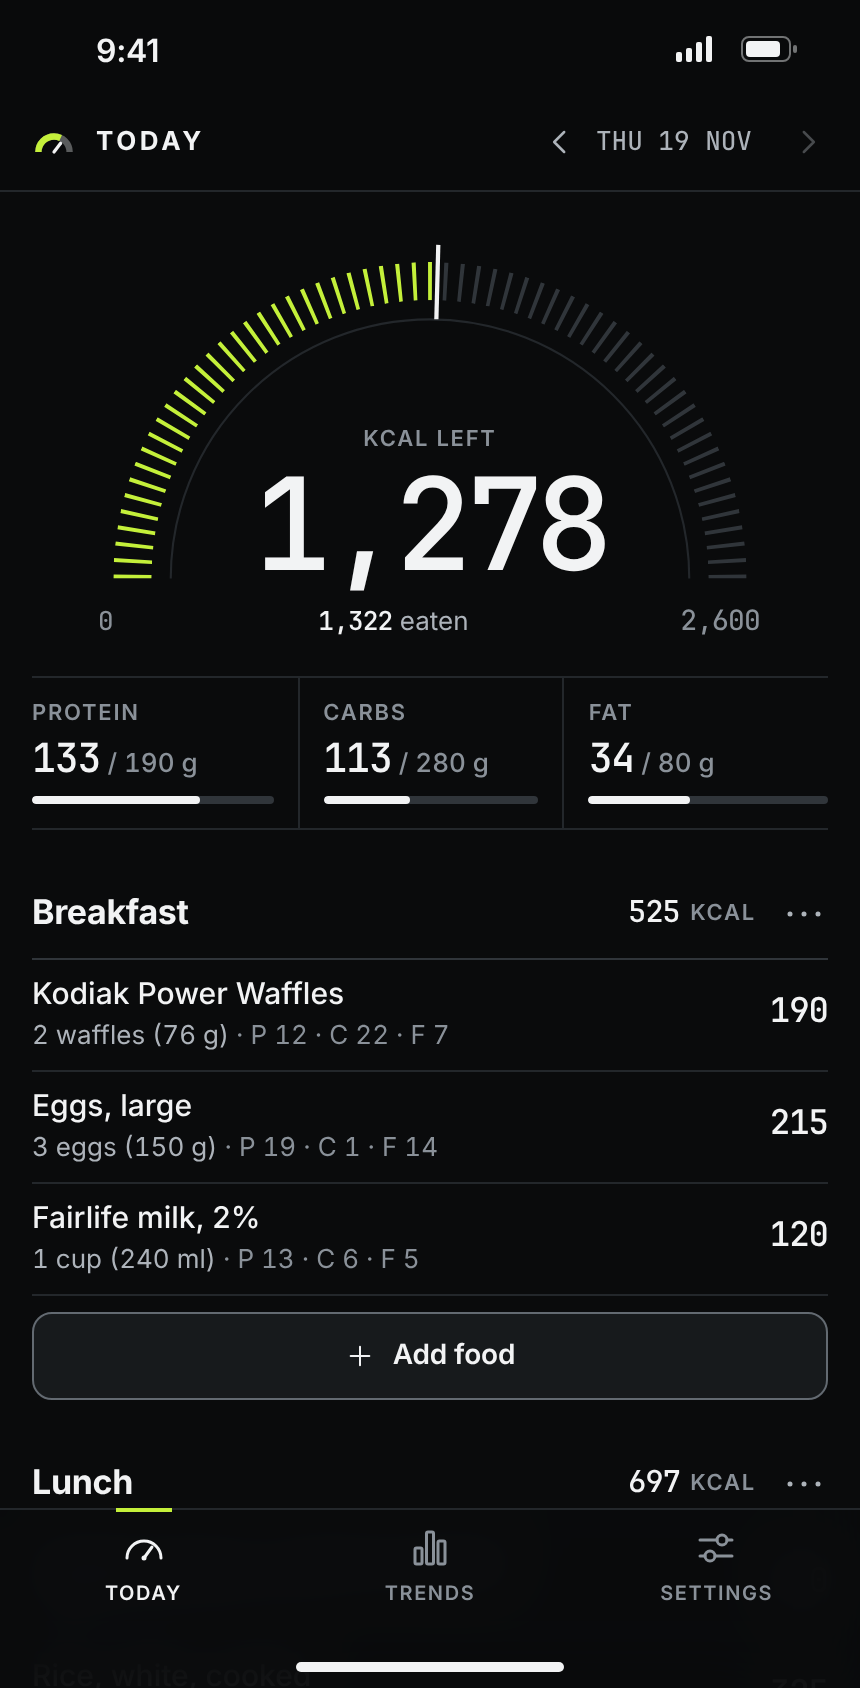 9:41
TODAY
THU 19 NOV
KCAL LEFT
1,278
0
1,322 eaten
2,600
PROTEIN
133 / 190 g
CARBS
113 / 280 g
FAT
34 / 80 g
Breakfast
525 KCAL ...
Kodiak Power Waffles
190
2 waffles (76 g) · P 12 · C 22 · F 7
Eggs, large
215
3 eggs (150 g) · P 19 · C 1 · F 14
Fairlife milk, 2%
120
1 cup (240 ml) · P 13 · C 6 · F 5
+ Add food
Lunch
697 KCAL ...
TODAY
TRENDS
SETTINGS
Rice, white, cooked